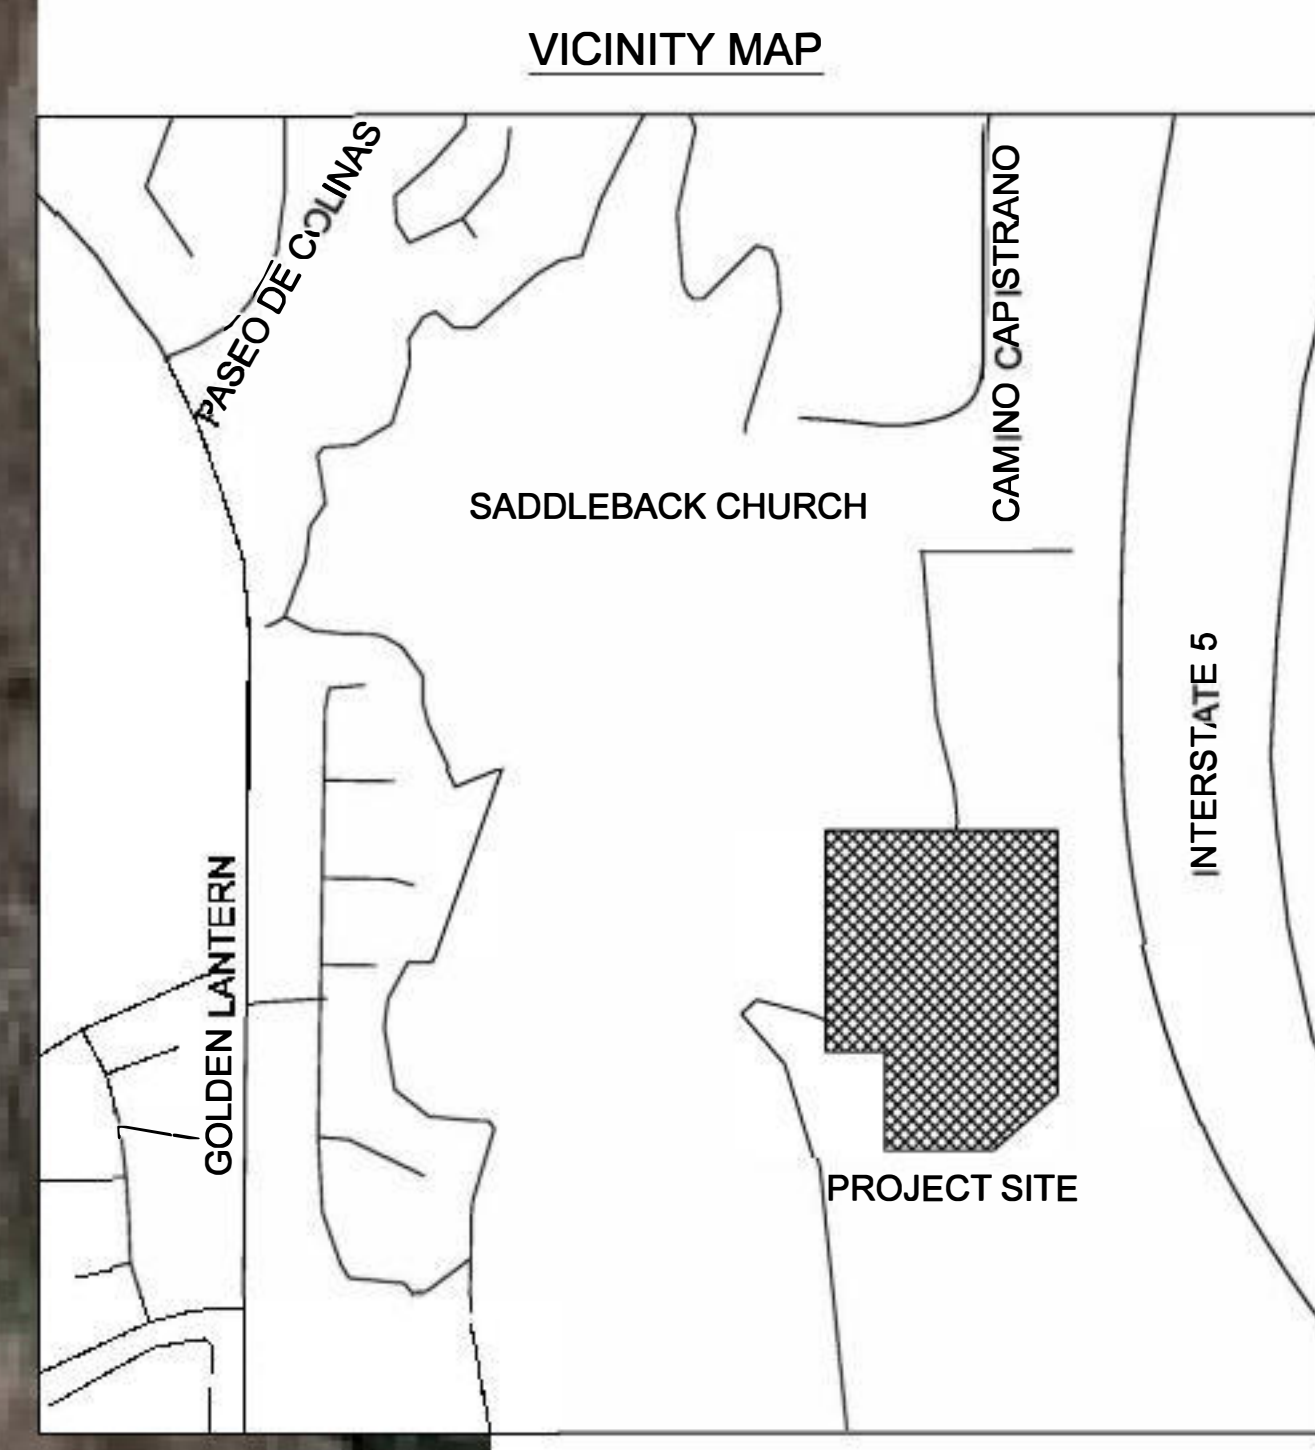 VICINITY MAP
PASEO DE COLINAS
CAMINO CAPISTRANO
SADDLEBACK CHURCH
INTERSTATE 5
GOLDEN LANTERN
PROJECT SITE